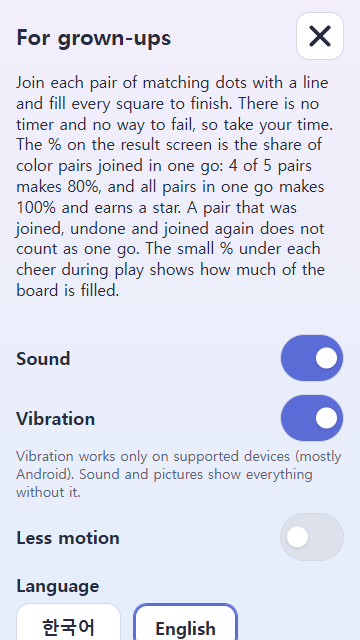 For grown-ups
Join each pair of matching dots with a line
and fill every square to finish. There is no
timer and no way to fail, so take your time.
The % on the result screen is the share of
color pairs joined in one go: 4 of 5 pairs
makes 80%, and all pairs in one go makes
100% and earns a star. A pair that was
joined, undone and joined again does not
count as one go. The small % under each
cheer during play shows how much of the
board is filled.
Sound
Vibration
Vibration works only on supported devices (mostly
Android). Sound and pictures show everything
without it.
Less motion
Language
한국어 English